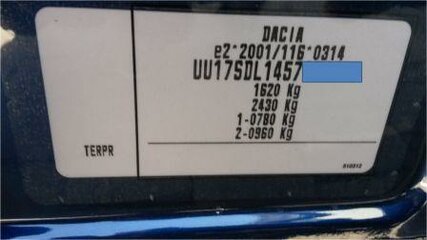 DACIA
e2*2001/116*0314
UU17SDL1457
1620 Kg
2430 Kg
1-0780 Kg
2-0960 Kg
TERPR